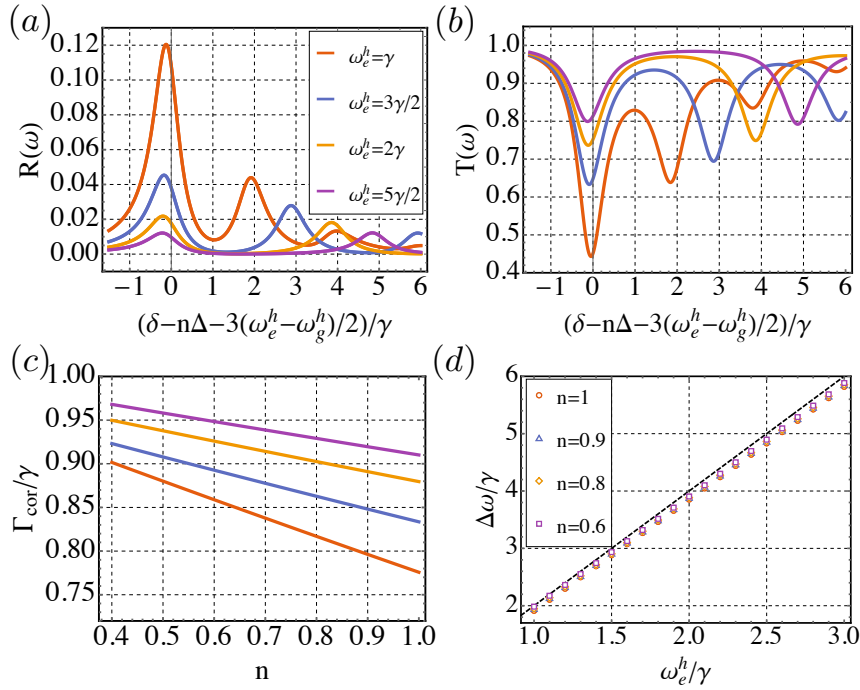 (a)
R(ω)
0.12
0.10
0.08
0.06
0.04
0.02
0.00
−1 0 1 2 3 4 5 6
(δ−nΔ−3(ω_e^h−ω_g^h)/2)/γ
ω_e^h=γ
ω_e^h=3γ/2
ω_e^h=2γ
ω_e^h=5γ/2
(b)
T(ω)
1.0
0.9
0.8
0.7
0.6
0.5
0.4
−1 0 1 2 3 4 5 6
(δ−nΔ−3(ω_e^h−ω_g^h)/2)/γ
(c)
Γ_cor/γ
1.00
0.95
0.90
0.85
0.80
0.75
0.4 0.5 0.6 0.7 0.8 0.9 1.0
n
(d)
Δω/γ
6
5
4
3
2
1.0 1.5 2.0 2.5 3.0
ω_e^h/γ
n=1
n=0.9
n=0.8
n=0.6